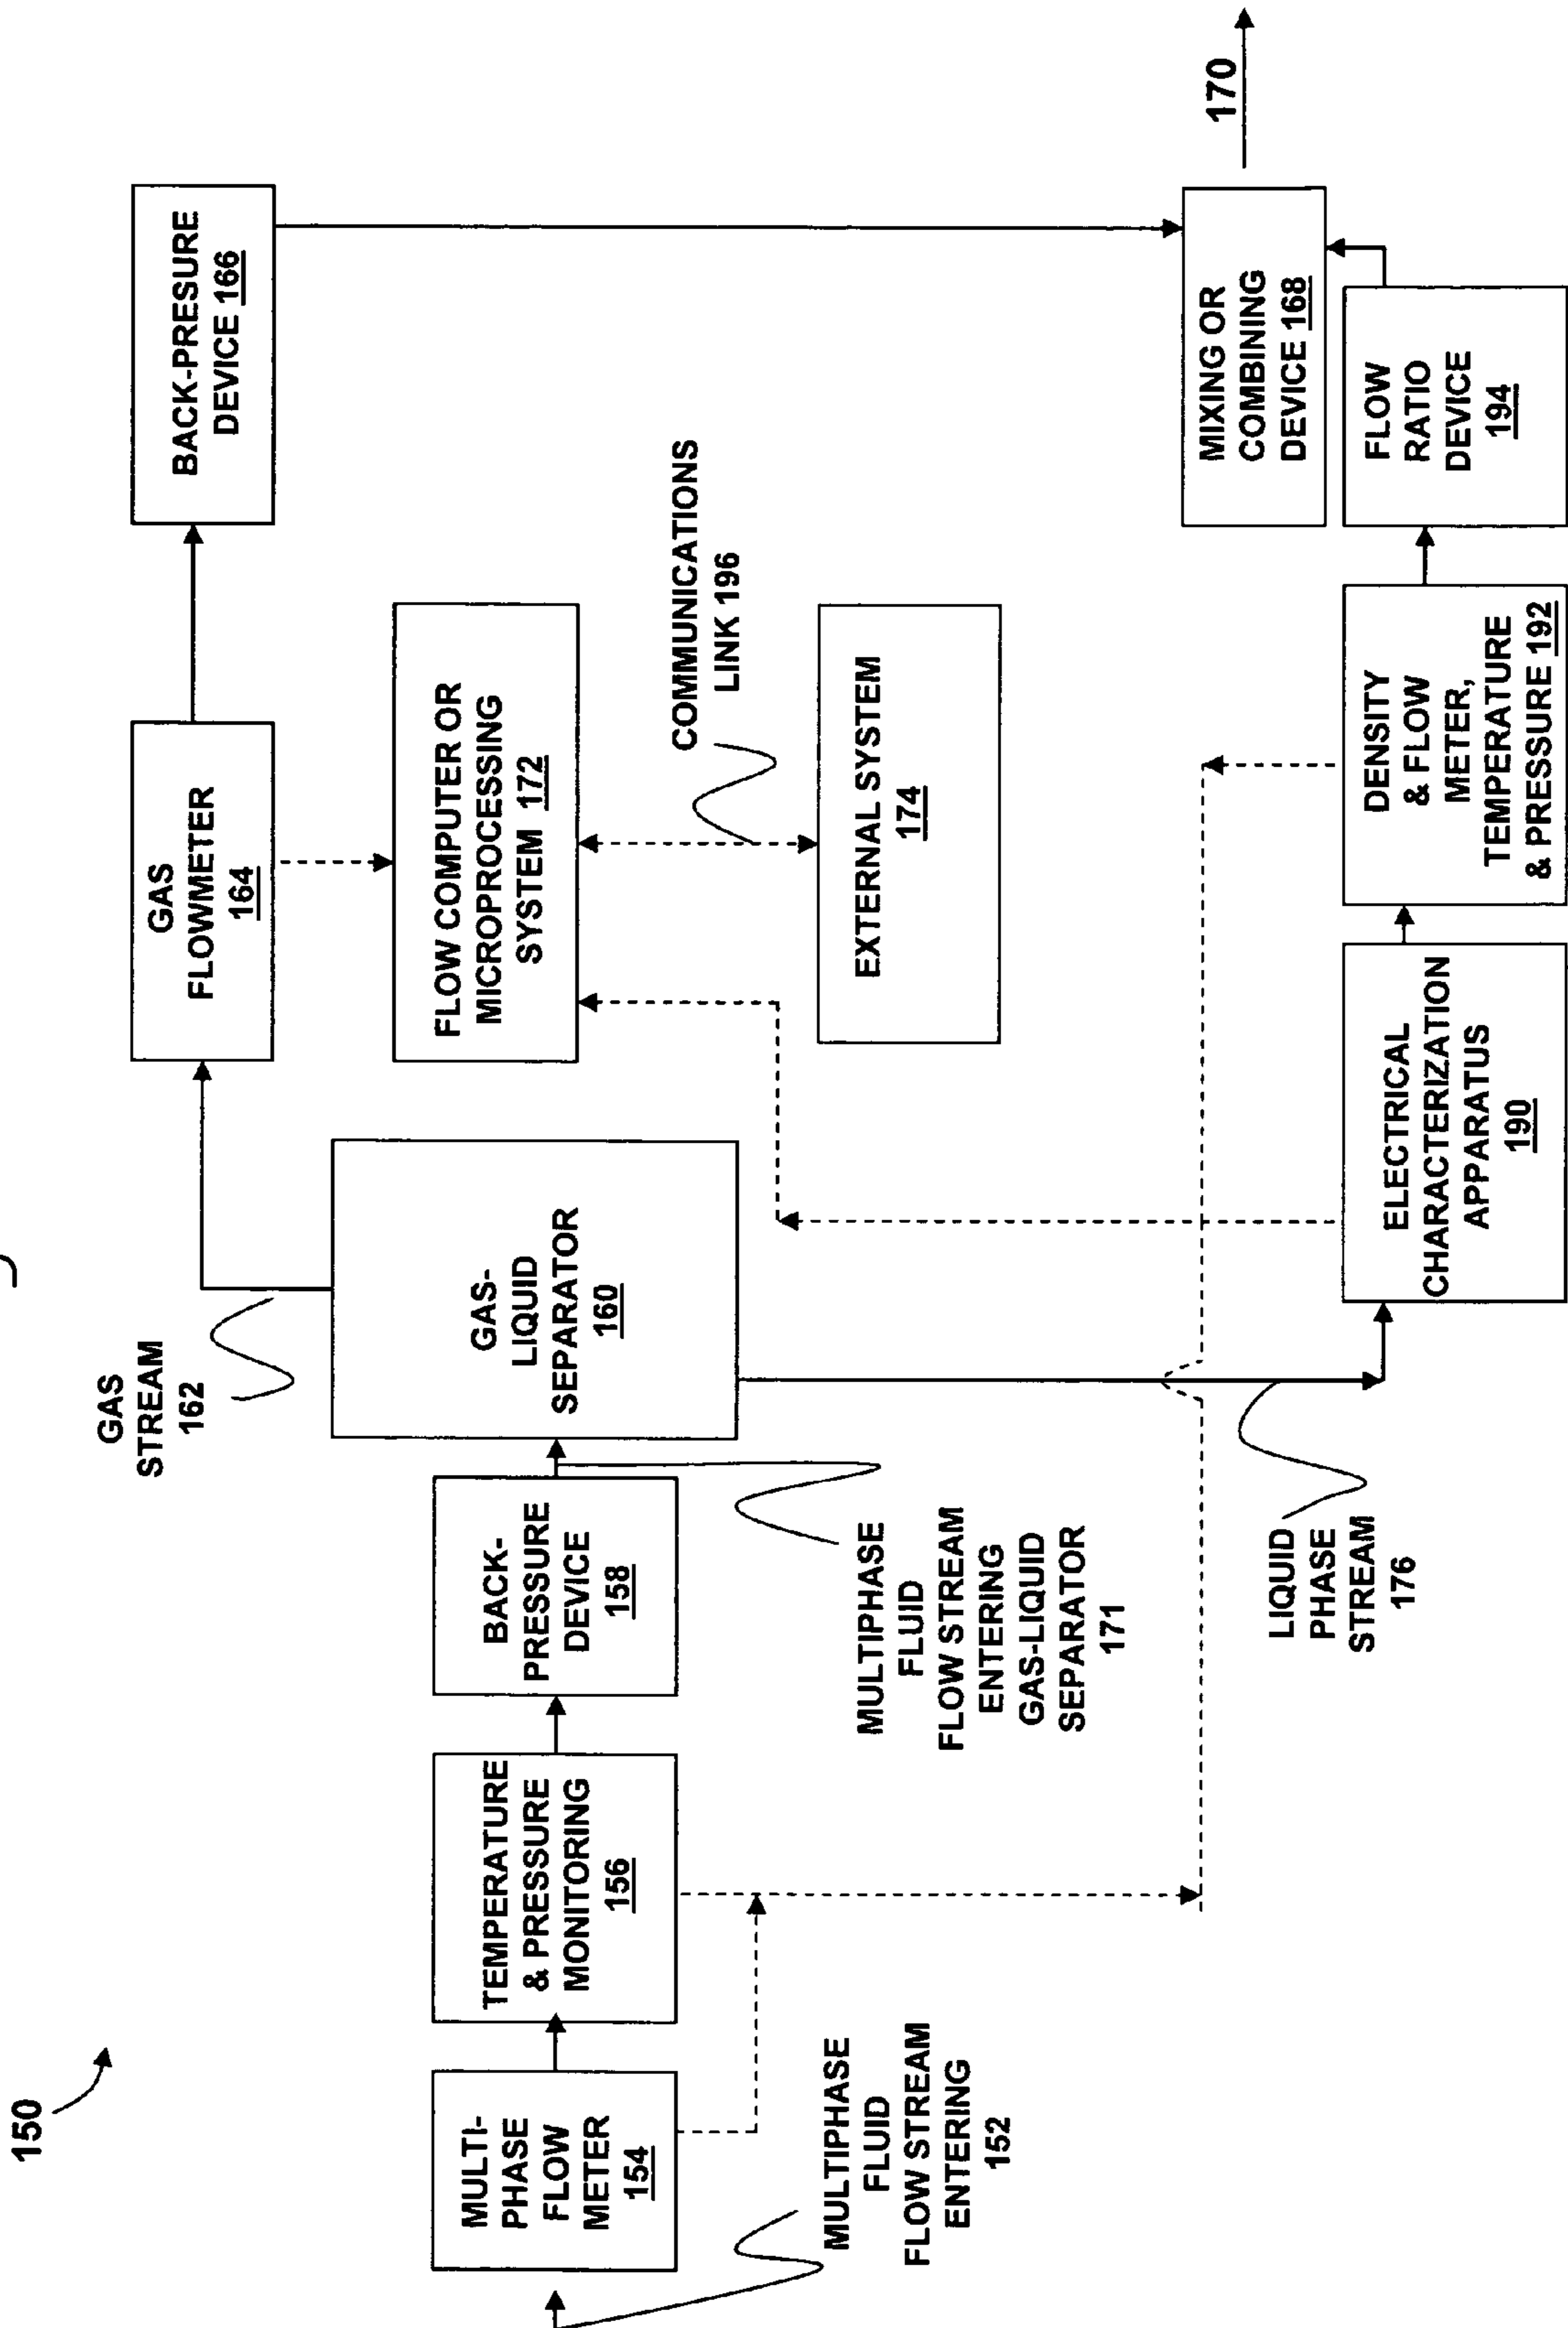 150
MULTI-
PHASE
FLOW
METER
154
MULTIPHASE
FLUID
FLOW STREAM
ENTERING
152
TEMPERATURE
& PRESSURE
MONITORING
156
BACK-
PRESSURE
DEVICE
158
MULTIPHASE
FLUID
FLOW STREAM
ENTERING
GAS-LIQUID
SEPARATOR
171
GAS
STREAM
162
GAS-
LIQUID
SEPARATOR
160
LIQUID
PHASE
STREAM
176
GAS
FLOWMETER
164
FLOW COMPUTER OR
MICROPROCESSING
SYSTEM 172
COMMUNICATIONS
LINK 196
EXTERNAL SYSTEM
174
BACK-PRESURE
DEVICE 166
ELECTRICAL
CHARACTERIZATION
APPARATUS
190
DENSITY
& FLOW
METER,
TEMPERATURE
& PRESSURE 192
FLOW
RATIO
DEVICE
194
MIXING OR
COMBINING
DEVICE 168
170